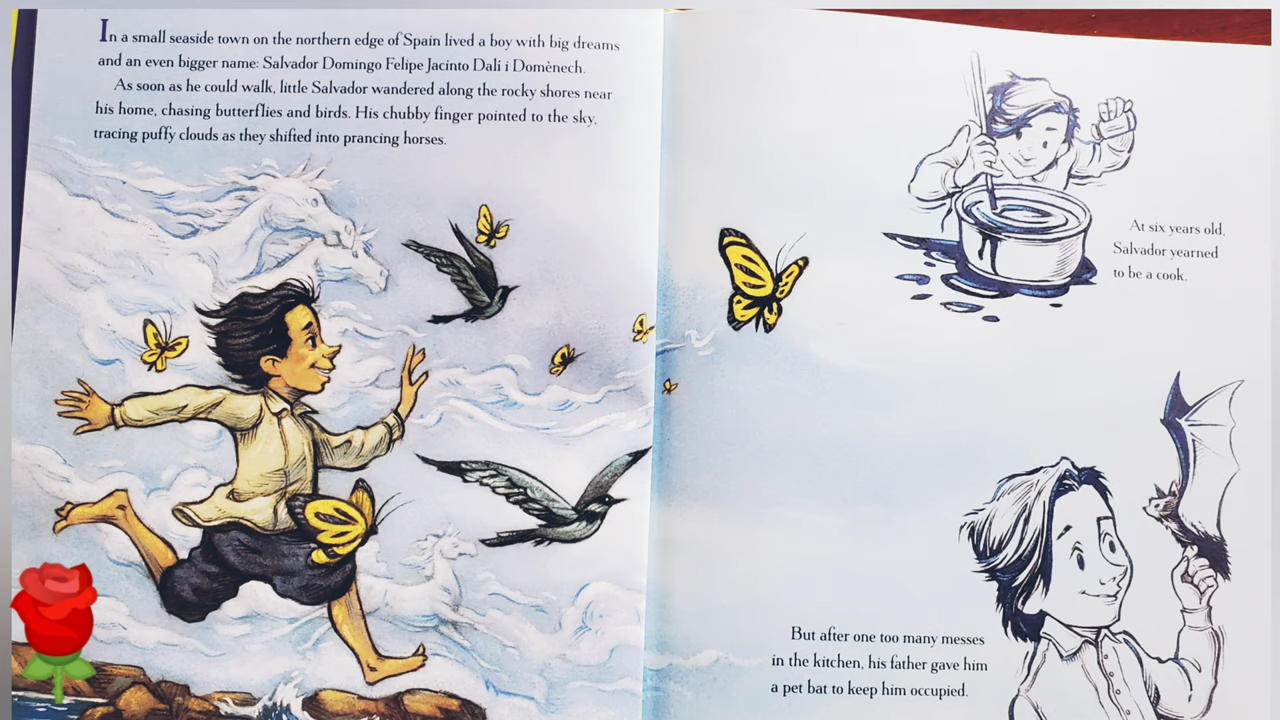 In a small seaside town on the northern edge of Spain lived a boy with big dreams
and an even bigger name: Salvador Domingo Felipe Jacinto Dalí i Domènech.
As soon as he could walk, little Salvador wandered along the rocky shores near
his home, chasing butterflies and birds. His chubby finger pointed to the sky,
tracing puffy clouds as they shifted into prancing horses.
At six years old,
Salvador yearned
to be a cook.
But after one too many messes
in the kitchen, his father gave him
a pet bat to keep him occupied.